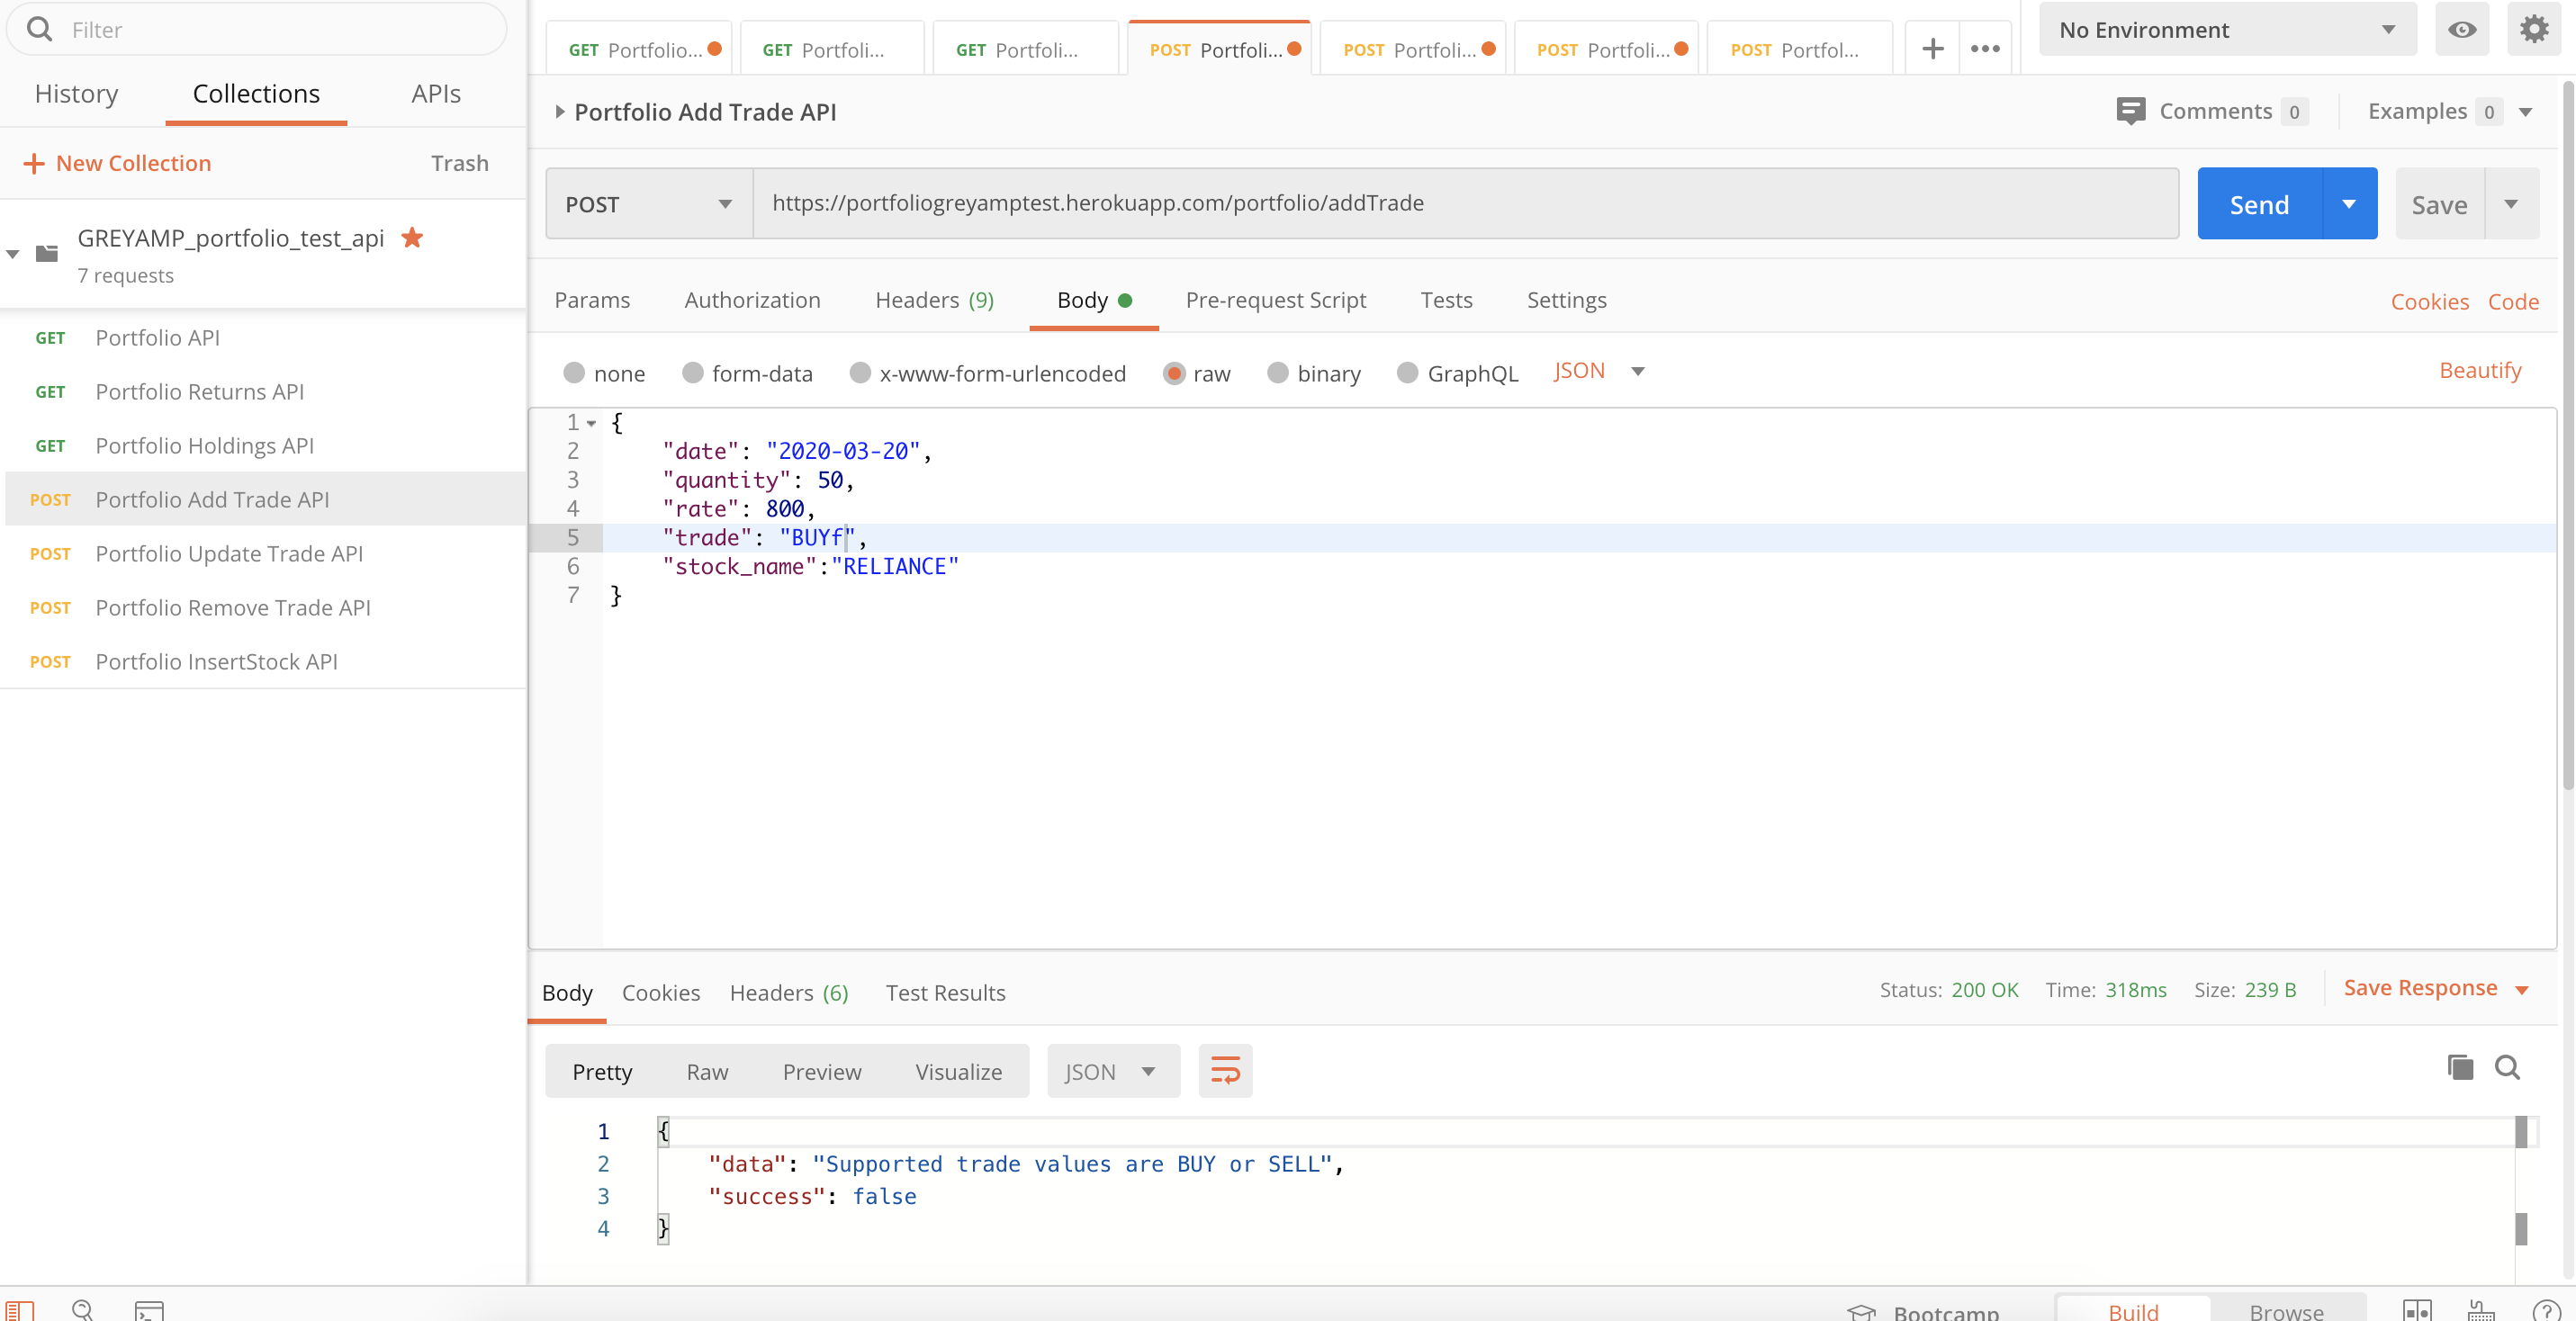 Filter
History Collections APIs
+ New Collection Trash
GREYAMP_portfolio_test_api
7 requests
GET Portfolio API
GET Portfolio Returns API
GET Portfolio Holdings API
POST Portfolio Add Trade API
POST Portfolio Update Trade API
POST Portfolio Remove Trade API
POST Portfolio InsertStock API
GET Portfolio... GET Portfoli... GET Portfoli... POST Portfoli... POST Portfoli... POST Portfoli... POST Portfol... + ••• No Environment
Portfolio Add Trade API Comments 0 Examples 0
POST https://portfoliogreyamptest.herokuapp.com/portfolio/addTrade Send Save
Params Authorization Headers (9) Body Pre-request Script Tests Settings Cookies Code
none form-data x-www-form-urlencoded raw binary GraphQL JSON Beautify
1 {
2 "date": "2020-03-20",
3 "quantity": 50,
4 "rate": 800,
5 "trade": "BUYf",
6 "stock_name":"RELIANCE"
7 }
Body Cookies Headers (6) Test Results Status: 200 OK Time: 318ms Size: 239 B Save Response
Pretty Raw Preview Visualize JSON
1 {
2 "data": "Supported trade values are BUY or SELL",
3 "success": false
4 }
Bootcamp Build Browse ?